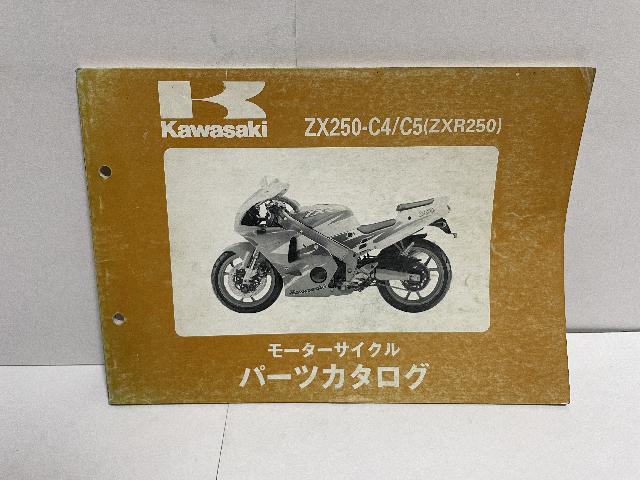 Kawasaki
ZX250-C4/C5(ZXR250)
Kawasaki
モーターサイクル
パーツカタログ